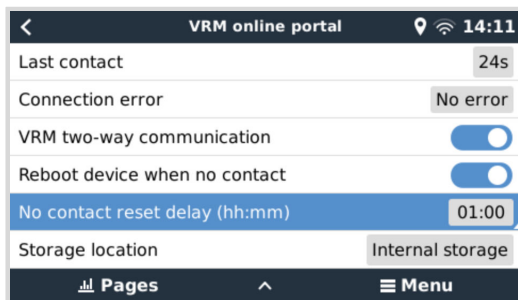 VRM online portal 14:11
Last contact 24s
Connection error No error
VRM two-way communication
Reboot device when no contact
No contact reset delay (hh:mm) 01:00
Storage location Internal storage
Pages Menu